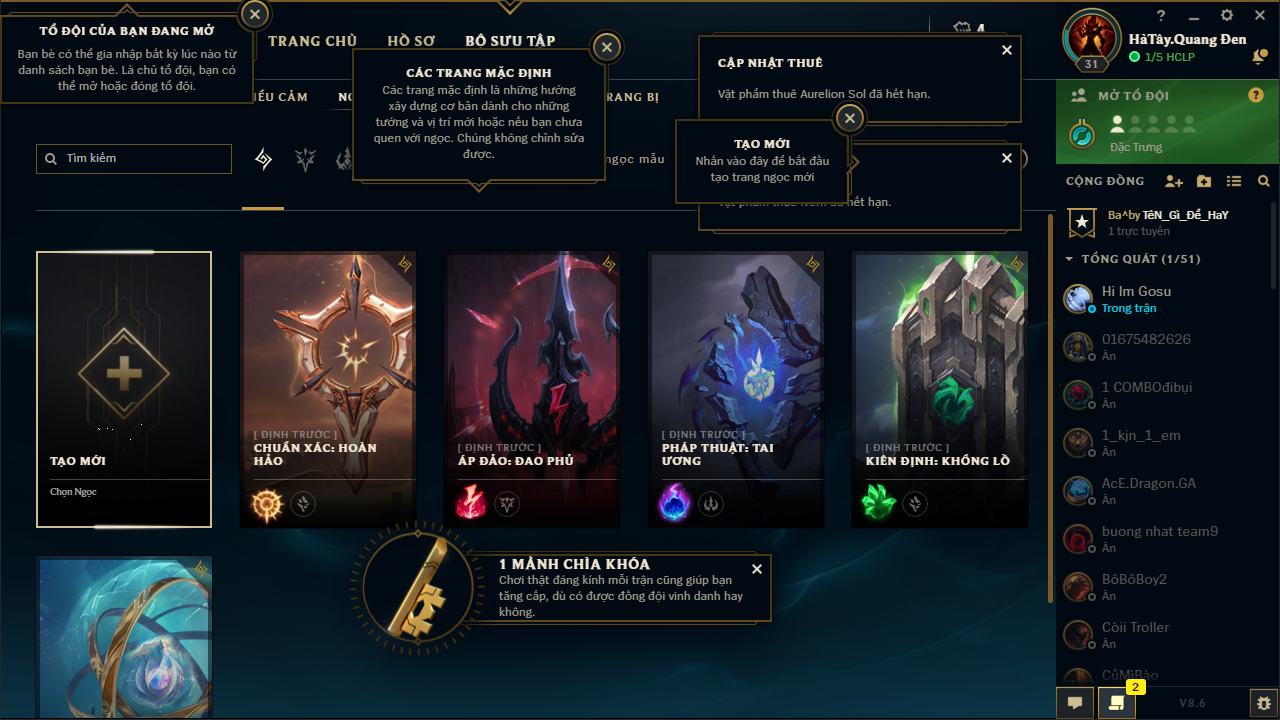 TỔ ĐỘI CỦA BẠN ĐANG MỞ
Bạn bè có thể gia nhập bất kỳ lúc nào từ
danh sách bạn bè. Là chủ tổ đội, bạn có
thể mở hoặc đóng tổ đội.
TRANG CHỦ
HỒ SƠ
BỘ SƯU TẬP
4
CÁC TRANG MẶC ĐỊNH
Các trang mặc định là những hướng
xây dựng cơ bản dành cho những
tướng và vị trí mới hoặc nếu bạn chưa
quen với ngọc. Chúng không chỉnh sửa
được.
CẬP NHẬT THUÊ
Vật phẩm thuê Aurelion Sol đã hết hạn.
TẠO MỚI
Nhấn vào đây để bắt đầu
tạo trang ngọc mới
hết hạn.
CẢM
BỊ
Tìm kiếm
ngọc mẫu
TẠO MỚI
Chọn Ngọc
[ ĐỊNH TRƯỚC ]
CHUẨN XÁC: HOÀN
HẢO
[ ĐỊNH TRƯỚC ]
ÁP ĐẢO: ĐAO PHỦ
[ ĐỊNH TRƯỚC ]
PHÁP THUẬT: TAI
ƯƠNG
[ ĐỊNH TRƯỚC ]
KIÊN ĐỊNH: KHỔNG LỒ
1 MẢNH CHÌA KHÓA
Chơi thật đáng kính mỗi trận cũng giúp bạn
tăng cấp, dù có được đồng đội vinh danh hay
không.
31
HàTây.Quang Đen
1/5 HCLP
MỞ TỔ ĐỘI
?
Đặc Trưng
CỘNG ĐỒNG
Ba^by TêN_Gì_Để_HaY
1 trực tuyến
TỔNG QUÁT (1/51)
Hi Im Gosu
Trong trận
01675482626
Ẩn
1 COMBOđibụi
Ẩn
1_kjn_1_em
Ẩn
AcE.Dragon.GA
Ẩn
buong nhat team9
Ẩn
BôBôBoy2
Ẩn
Còii Troller
Ẩn
CủMìBào
2
V8.6